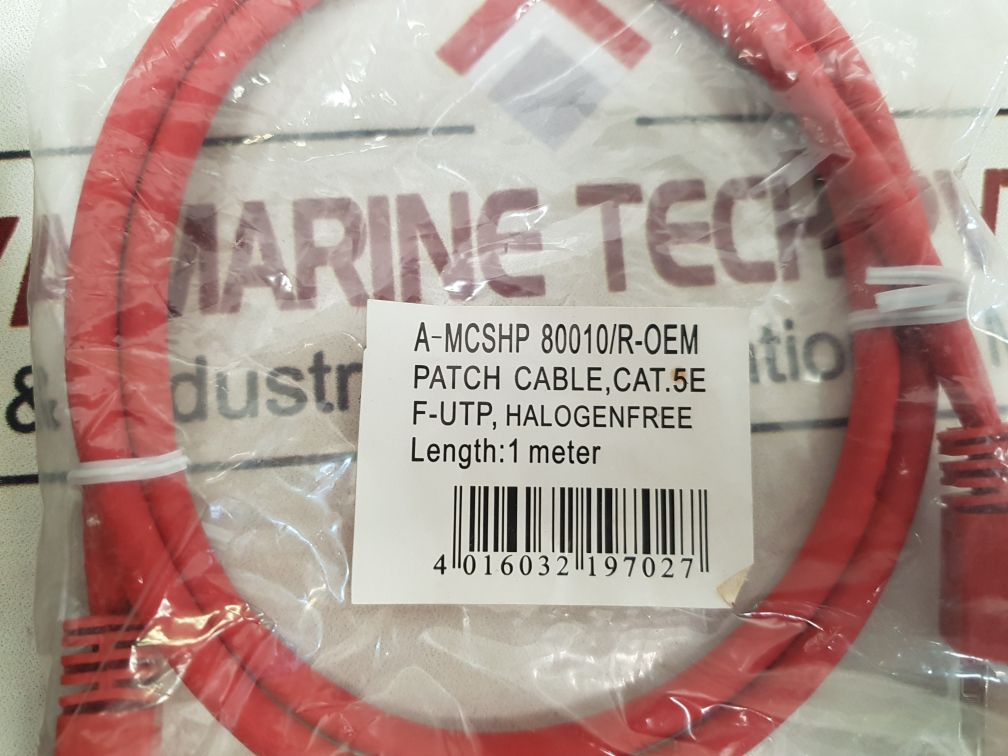 MARINE TECH
&
A-MCSHP 80010/R-OEM
PATCH CABLE,CAT.5E
F-UTP, HALOGENFREE
Length:1 meter
4 016032 197027